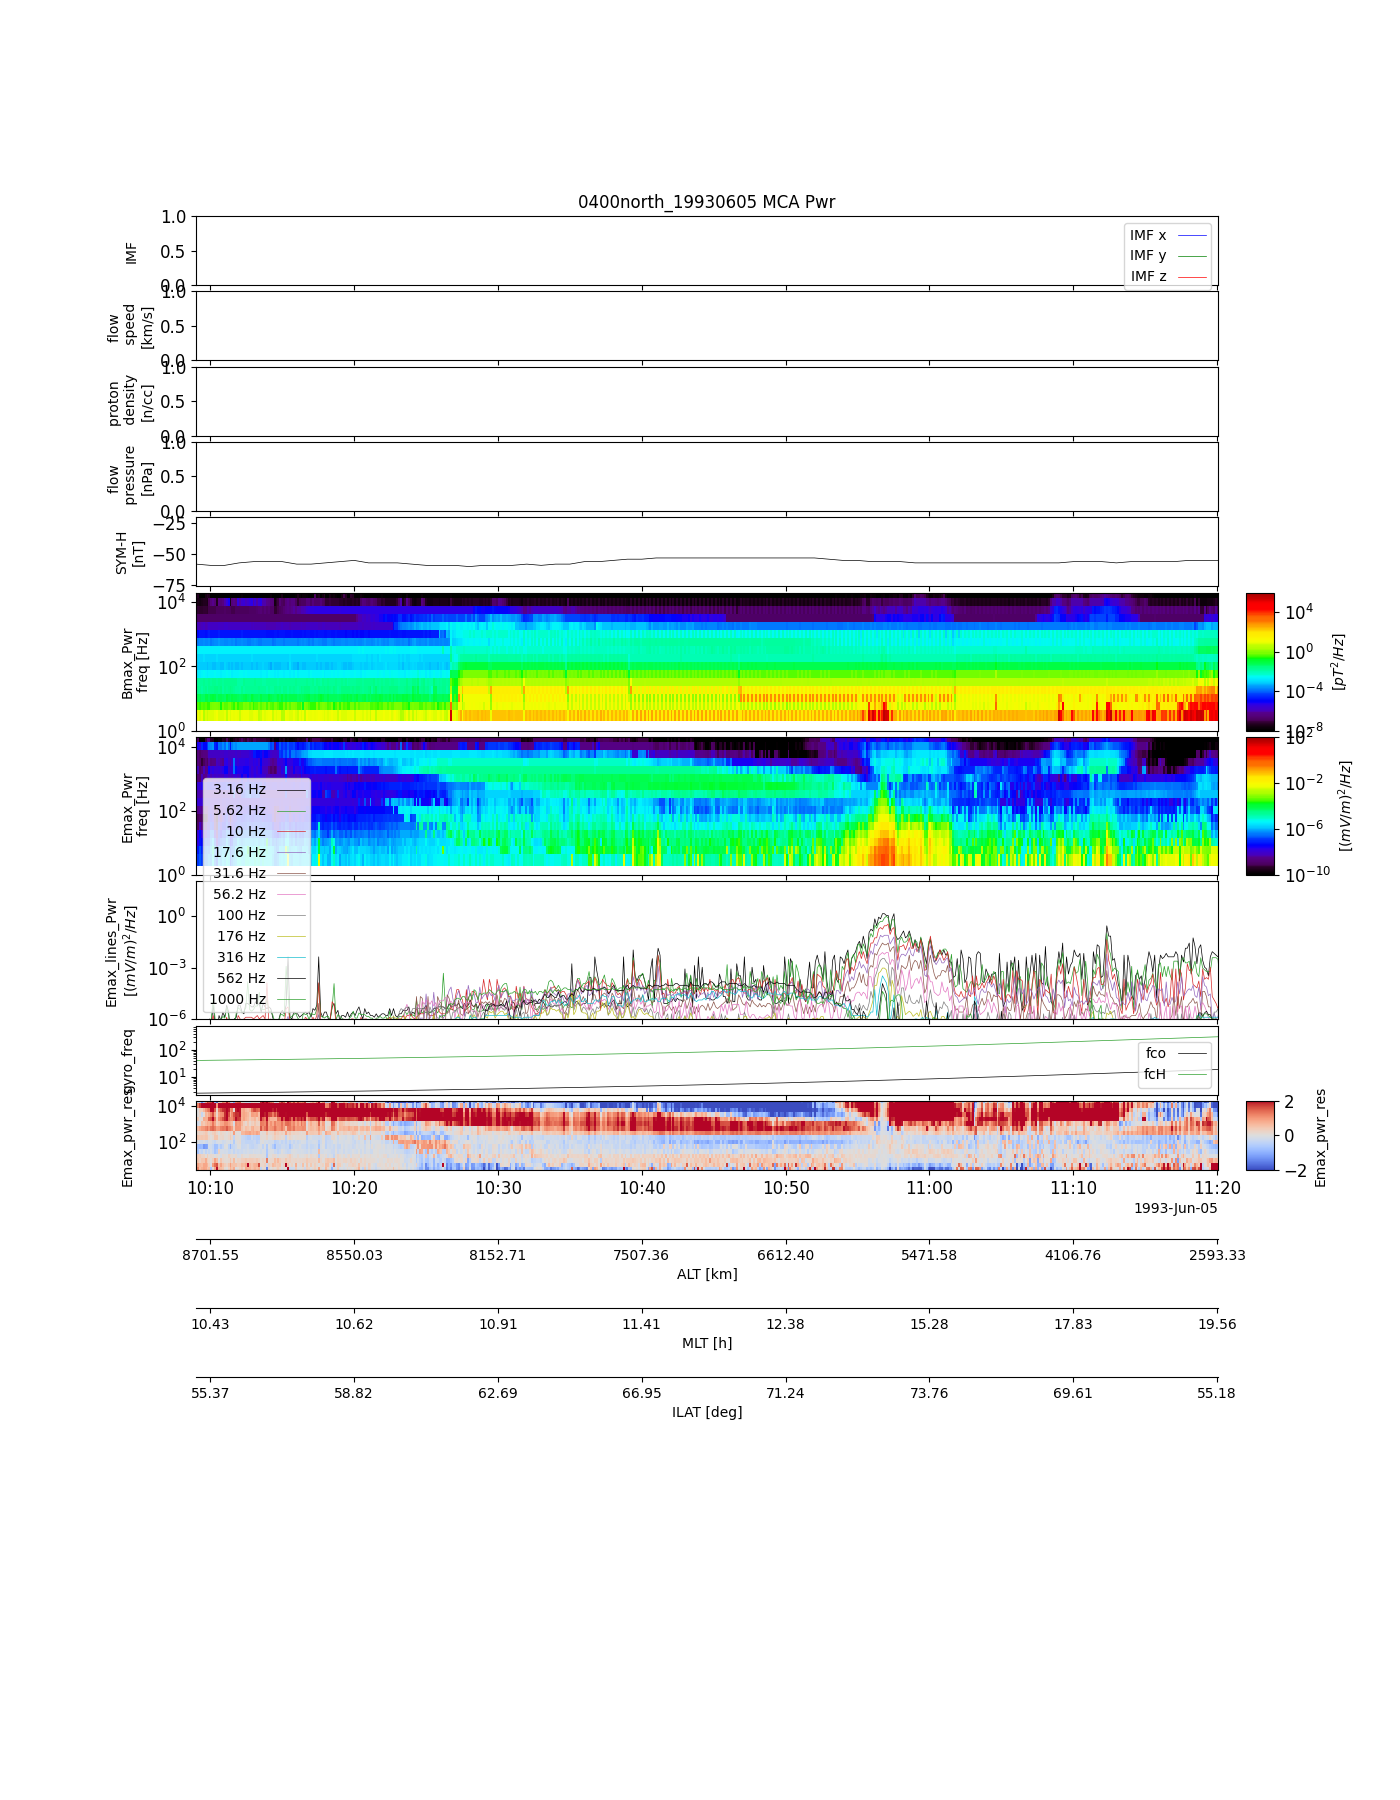 0400north_19930605 MCA Pwr
1.0
0.5
0.0
IMF
IMF x
IMF y
IMF z
1.0
0.5
0.0
flow
speed
[km/s]
1.0
0.5
0.0
proton
density
[n/cc]
1.0
0.5
0.0
flow
pressure
[nPa]
−25
−50
−75
SYM-H
[nT]
10^4
10^2
10^0
Bmax_Pwr
freq [Hz]
10^4
10^0
10^−4
10^−8
[pT^2/Hz]
10^4
10^2
10^0
Emax_Pwr
freq [Hz]
10^2
10^−2
10^−6
10^−10
[(mV/m)^2/Hz]
3.16 Hz
5.62 Hz
10 Hz
17.6 Hz
31.6 Hz
56.2 Hz
100 Hz
176 Hz
316 Hz
562 Hz
1000 Hz
10^0
10^−3
10^−6
Emax_lines_Pwr
[(mV/m)^2/Hz]
10^2
10^1
gyro_freq
fco
fcH
10^4
10^2
Emax_pwr_res
2
0
−2
Emax_pwr_res
10:10 10:20 10:30 10:40 10:50 11:00 11:10 11:20
1993-Jun-05
8701.55 8550.03 8152.71 7507.36 6612.40 5471.58 4106.76 2593.33
ALT [km]
10.43 10.62 10.91 11.41 12.38 15.28 17.83 19.56
MLT [h]
55.37 58.82 62.69 66.95 71.24 73.76 69.61 55.18
ILAT [deg]